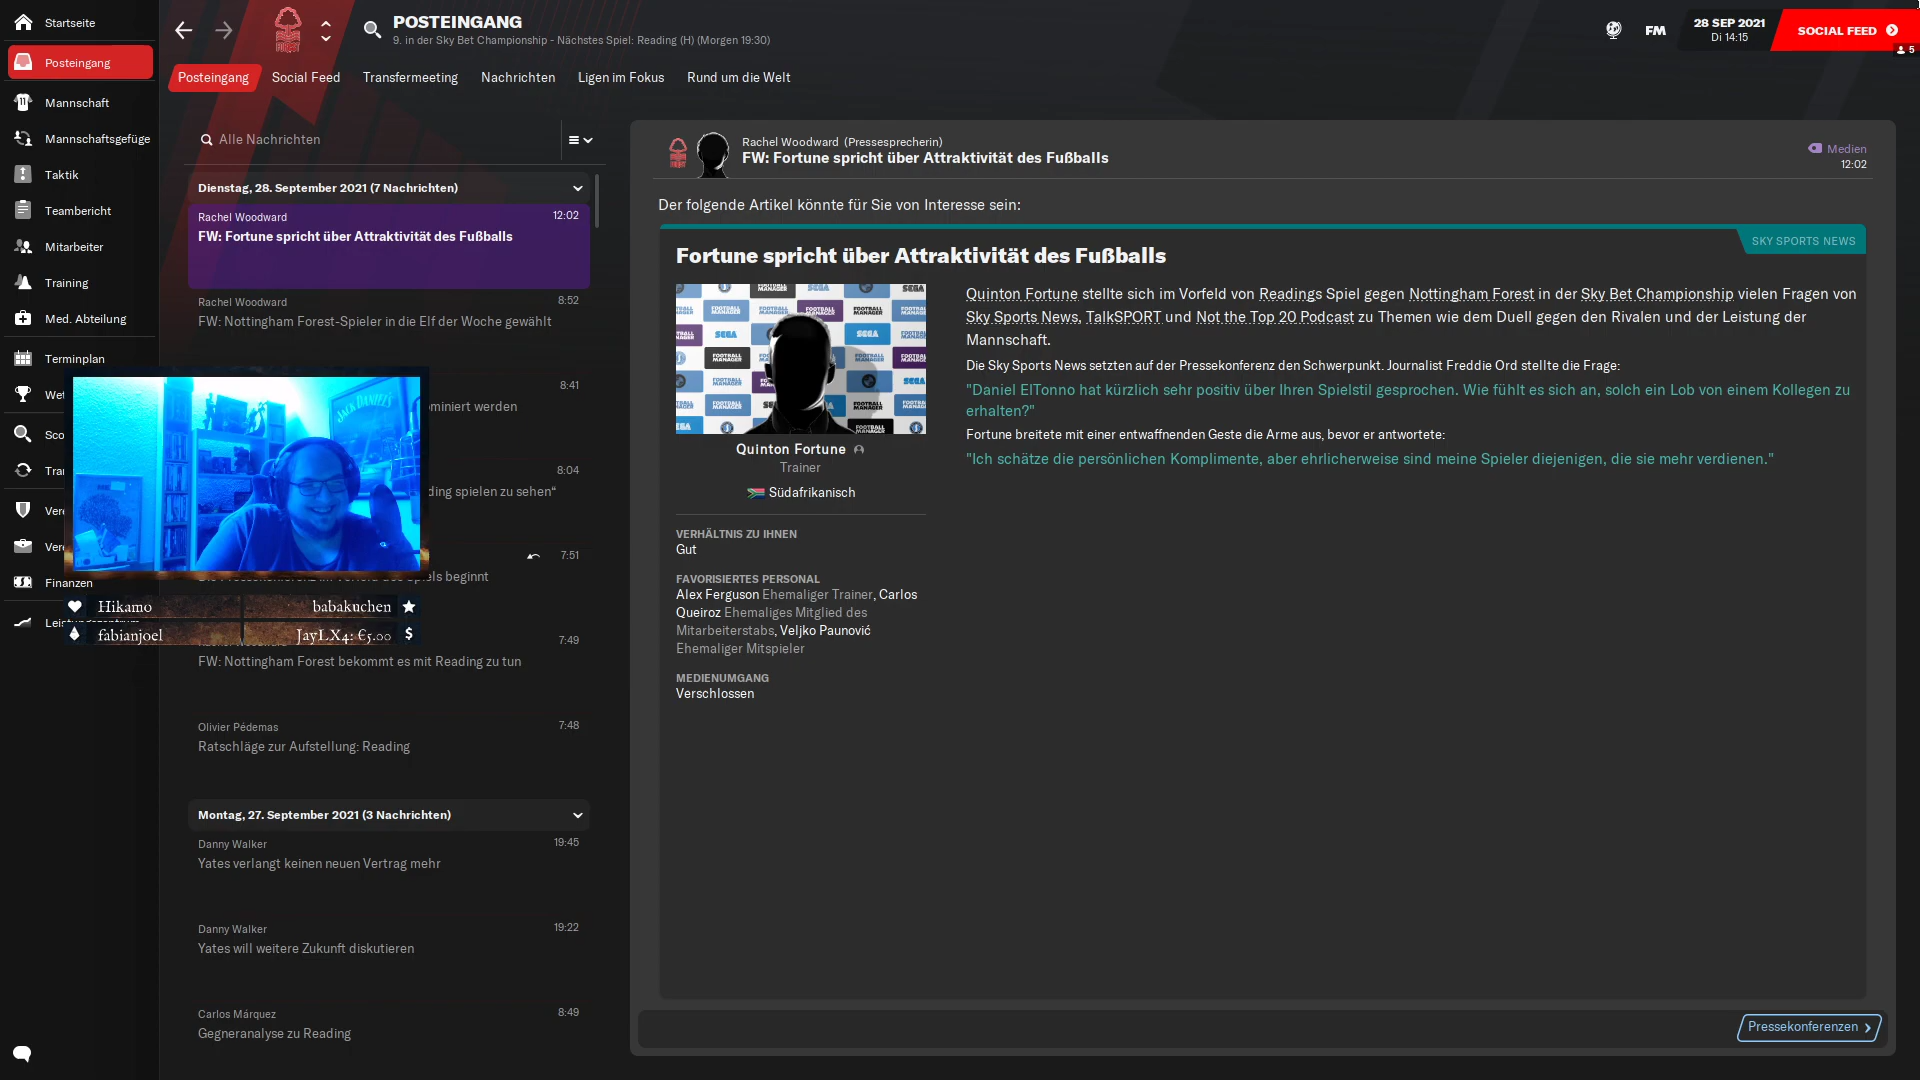 Startseite
Posteingang
Mannschaft
Mannschaftsgefüge
Taktik
Teambericht
Mitarbeiter
Training
Med. Abteilung
Terminplan
Finanzen
POSTEINGANG
9. in der Sky Bet Championship - Nächstes Spiel: Reading (H) (Morgen 19:30)
FM
28 SEP 2021
Di 14:15
SOCIAL FEED
5
Posteingang
Social Feed
Transfermeeting
Nachrichten
Ligen im Fokus
Rund um die Welt
Alle Nachrichten
Dienstag, 28. September 2021 (7 Nachrichten)
Rachel Woodward 12:02
FW: Fortune spricht über Attraktivität des Fußballs
Rachel Woodward 8:52
FW: Nottingham Forest-Spieler in die Elf der Woche gewählt
8:41
ominiert werden
8:04
ding spielen zu sehen“
7:51
beginnt
JACK DANIEL'S
Hikamo
babakuchen
fabianjoel
JayLX4: €5.00
7:49
FW: Nottingham Forest bekommt es mit Reading zu tun
Olivier Pédemas 7:48
Ratschläge zur Aufstellung: Reading
Montag, 27. September 2021 (3 Nachrichten)
Danny Walker 19:45
Yates verlangt keinen neuen Vertrag mehr
Danny Walker 19:22
Yates will weitere Zukunft diskutieren
Carlos Márquez 8:49
Gegneranalyse zu Reading
Rachel Woodward (Pressesprecherin)
FW: Fortune spricht über Attraktivität des Fußballs
Medien
12:02
Der folgende Artikel könnte für Sie von Interesse sein:
SKY SPORTS NEWS
Fortune spricht über Attraktivität des Fußballs
Quinton Fortune
Trainer
Südafrikanisch
VERHÄLTNIS ZU IHNEN
Gut
FAVORISIERTES PERSONAL
Alex Ferguson Ehemaliger Trainer, Carlos
Queiroz Ehemaliges Mitglied des
Mitarbeiterstabs, Veljko Paunović
Ehemaliger Mitspieler
MEDIENUMGANG
Verschlossen
Quinton Fortune stellte sich im Vorfeld von Readings Spiel gegen Nottingham Forest in der Sky Bet Championship vielen Fragen von
Sky Sports News, TalkSPORT und Not the Top 20 Podcast zu Themen wie dem Duell gegen den Rivalen und der Leistung der
Mannschaft.
Die Sky Sports News setzten auf der Pressekonferenz den Schwerpunkt. Journalist Freddie Ord stellte die Frage:
"Daniel ElTonno hat kürzlich sehr positiv über Ihren Spielstil gesprochen. Wie fühlt es sich an, solch ein Lob von einem Kollegen zu
erhalten?"
Fortune breitete mit einer entwaffnenden Geste die Arme aus, bevor er antwortete:
"Ich schätze die persönlichen Komplimente, aber ehrlicherweise sind meine Spieler diejenigen, die sie mehr verdienen."
Pressekonferenzen